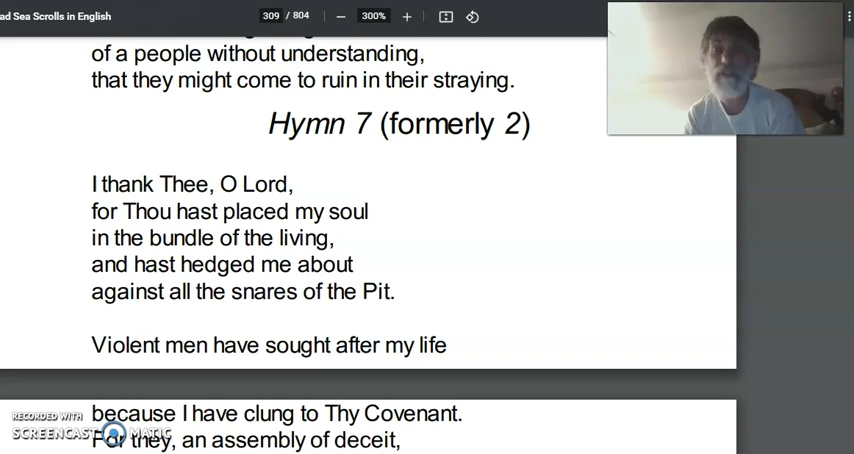 ad Sea Scrolls in English
309 / 804
300%
of a people without understanding,
that they might come to ruin in their straying.
Hymn 7 (formerly 2)
I thank Thee, O Lord,
for Thou hast placed my soul
in the bundle of the living,
and hast hedged me about
against all the snares of the Pit.
Violent men have sought after my life
because I have clung to Thy Covenant.
For they, an assembly of deceit,
RECORDED WITH
SCREENCAST MATIC